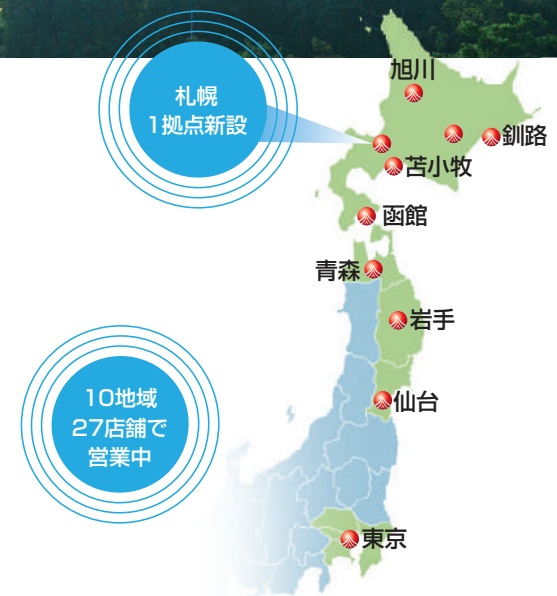 旭川
札幌
1拠点新設
釧路
苫小牧
函館
青森
岩手
10地域
27店舗で
営業中
仙台
東京